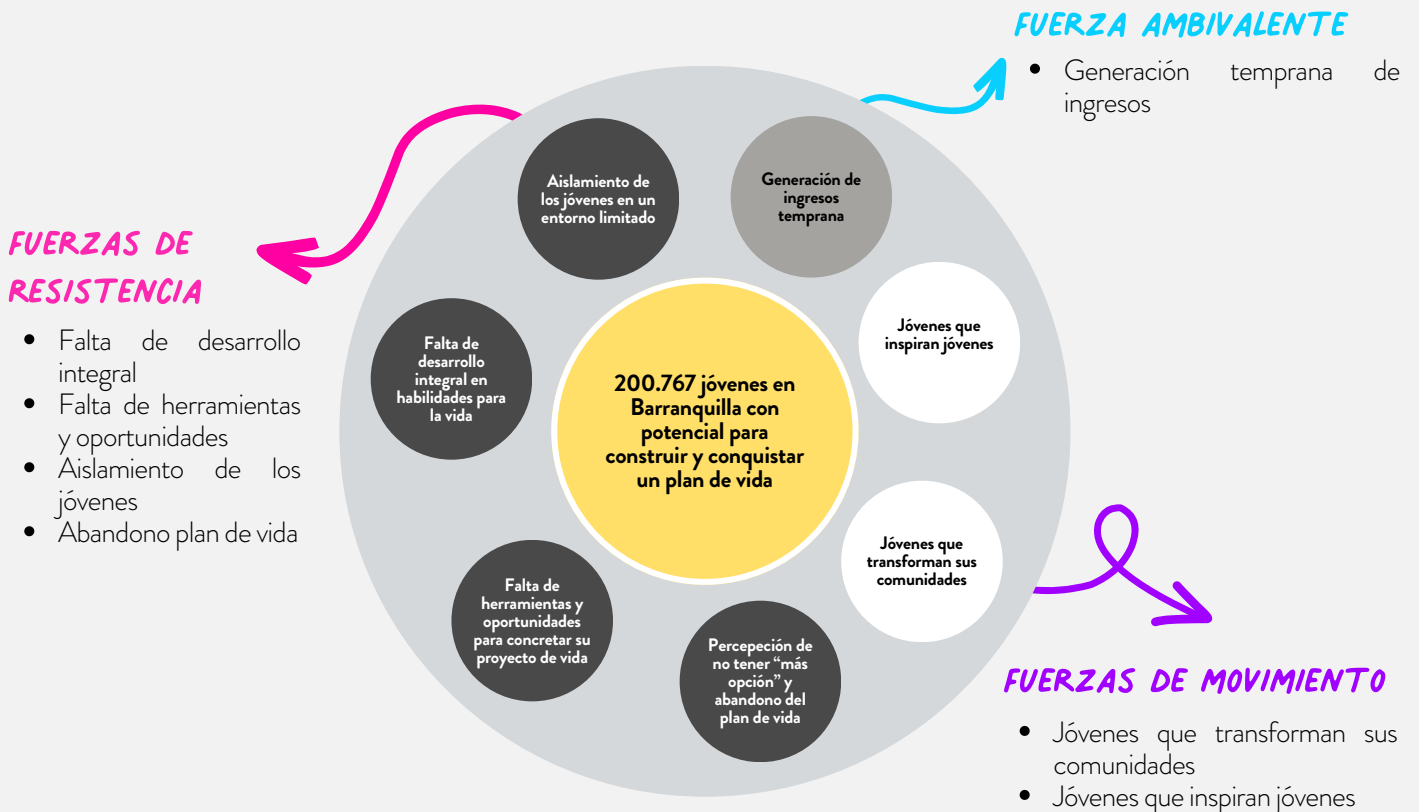 FUERZA AMBIVALENTE
• Generación temprana de
ingresos
FUERZAS DE
RESISTENCIA
• Falta de desarrollo
integral
• Falta de herramientas
y oportunidades
• Aislamiento de los
jóvenes
• Abandono plan de vida
Aislamiento de
los jóvenes en un
entorno limitado
Generación de
ingresos
temprana
Falta de
desarrollo
integral en
habilidades para
la vida
Jóvenes que
inspiran jóvenes
200.767 jóvenes en
Barranquilla con
potencial para
construir y conquistar
un plan de vida
Jóvenes que
transforman sus
comunidades
Falta de
herramientas y
oportunidades
para concretar su
proyecto de vida
Percepeción de
no tener “más
opción” y
abandono del
plan de vida
FUERZAS DE MOVIMIENTO
• Jóvenes que transforman sus
comunidades
• Jóvenes que inspiran jóvenes